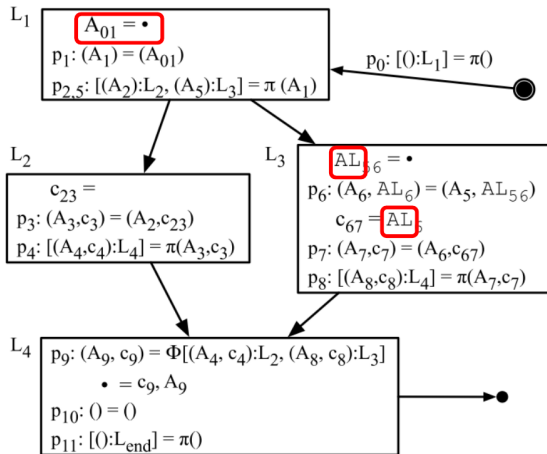 L1
A01 = •
p1: (A1) = (A01)
p2,5: [(A2):L2, (A5):L3] = π (A1)
p0: [():L1] = π()
L2
c23 =
p3: (A3,c3) = (A2,c23)
p4: [(A4,c4):L4] = π(A3,c3)
L3
AL56 = •
p6: (A6, AL6) = (A5, AL56)
c67 = AL6
p7: (A7,c7) = (A6,c67)
p8: [(A8,c8):L4] = π(A7,c7)
L4
p9: (A9, c9) = Φ[(A4, c4):L2, (A8, c8):L3]
• = c9, A9
p10: () = ()
p11: [():Lend] = π()